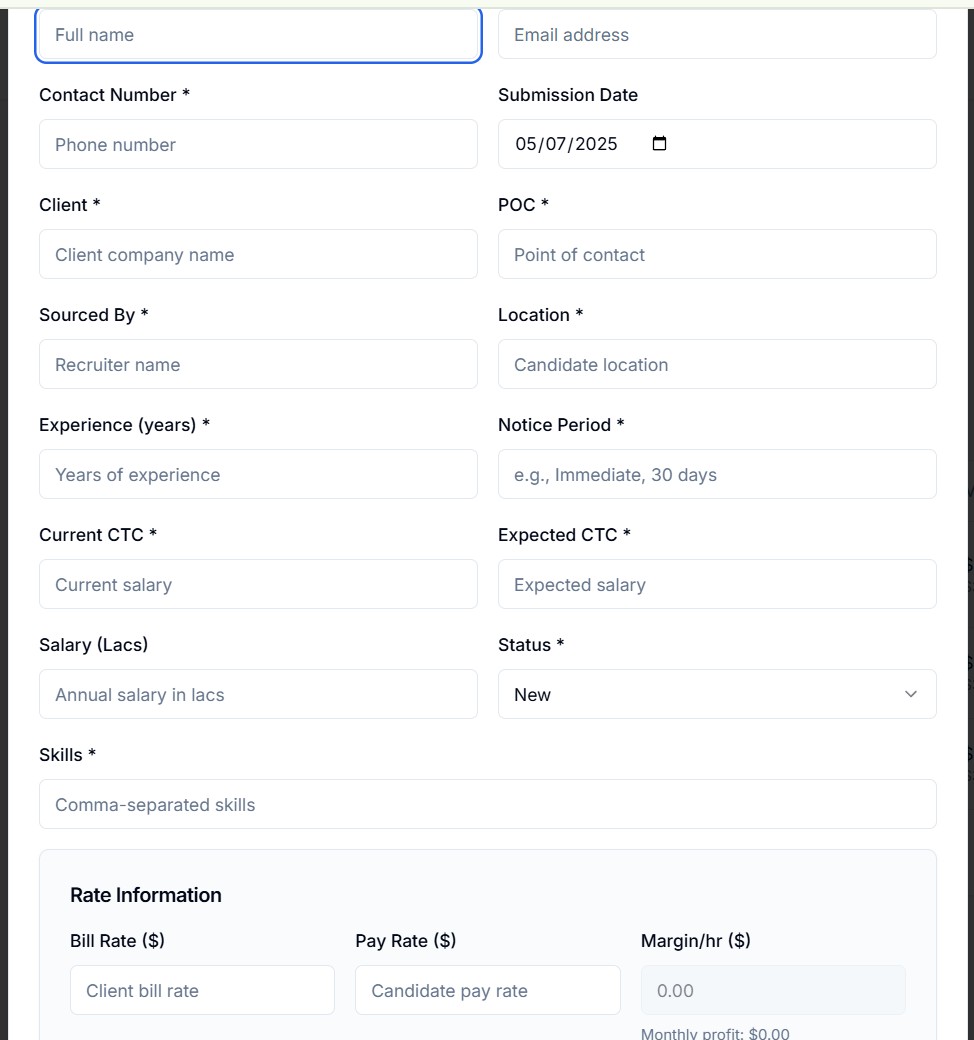 Full name Email address
Contact Number * Submission Date
Phone number 05/07/2025
Client * POC *
Client company name Point of contact
Sourced By * Location *
Recruiter name Candidate location
Experience (years) * Notice Period *
Years of experience e.g., Immediate, 30 days
Current CTC * Expected CTC *
Current salary Expected salary
Salary (Lacs) Status *
Annual salary in lacs New
Skills *
Comma-separated skills
Rate Information
Bill Rate ($) Pay Rate ($) Margin/hr ($)
Client bill rate Candidate pay rate 0.00
Monthly profit: $0.00